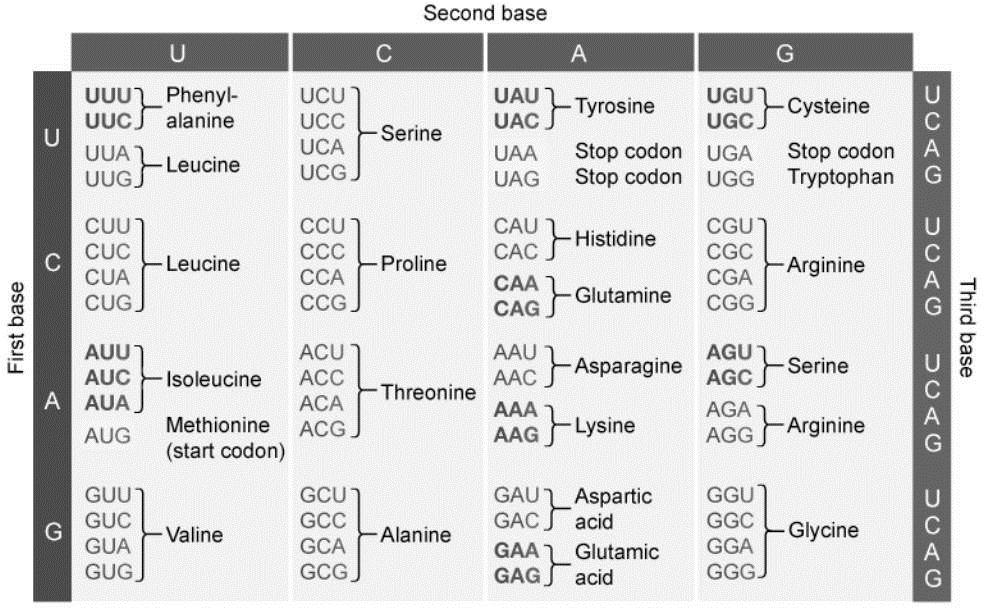 Second base
U C A G
First base
U
UUU Phenyl-
UUC alanine
UUA Leucine
UUG
UCU
UCC Serine
UCA
UCG
UAU Tyrosine
UAC
UAA Stop codon
UAG Stop codon
UGU Cysteine
UGC
UGA Stop codon
UGG Tryptophan
U
C
A
G
C
CUU
CUC Leucine
CUA
CUG
CCU
CCC Proline
CCA
CCG
CAU Histidine
CAC
CAA Glutamine
CAG
CGU
CGC Arginine
CGA
CGG
U
C
A
G
A
AUU
AUC Isoleucine
AUA
AUG Methionine
(start codon)
ACU
ACC Threonine
ACA
ACG
AAU Asparagine
AAC
AAA Lysine
AAG
AGU Serine
AGC
AGA Arginine
AGG
U
C
A
G
G
GUU
GUC Valine
GUA
GUG
GCU
GCC Alanine
GCA
GCG
GAU Aspartic
GAC acid
GAA Glutamic
GAG acid
GGU
GGC Glycine
GGA
GGG
U
C
A
G
Third base